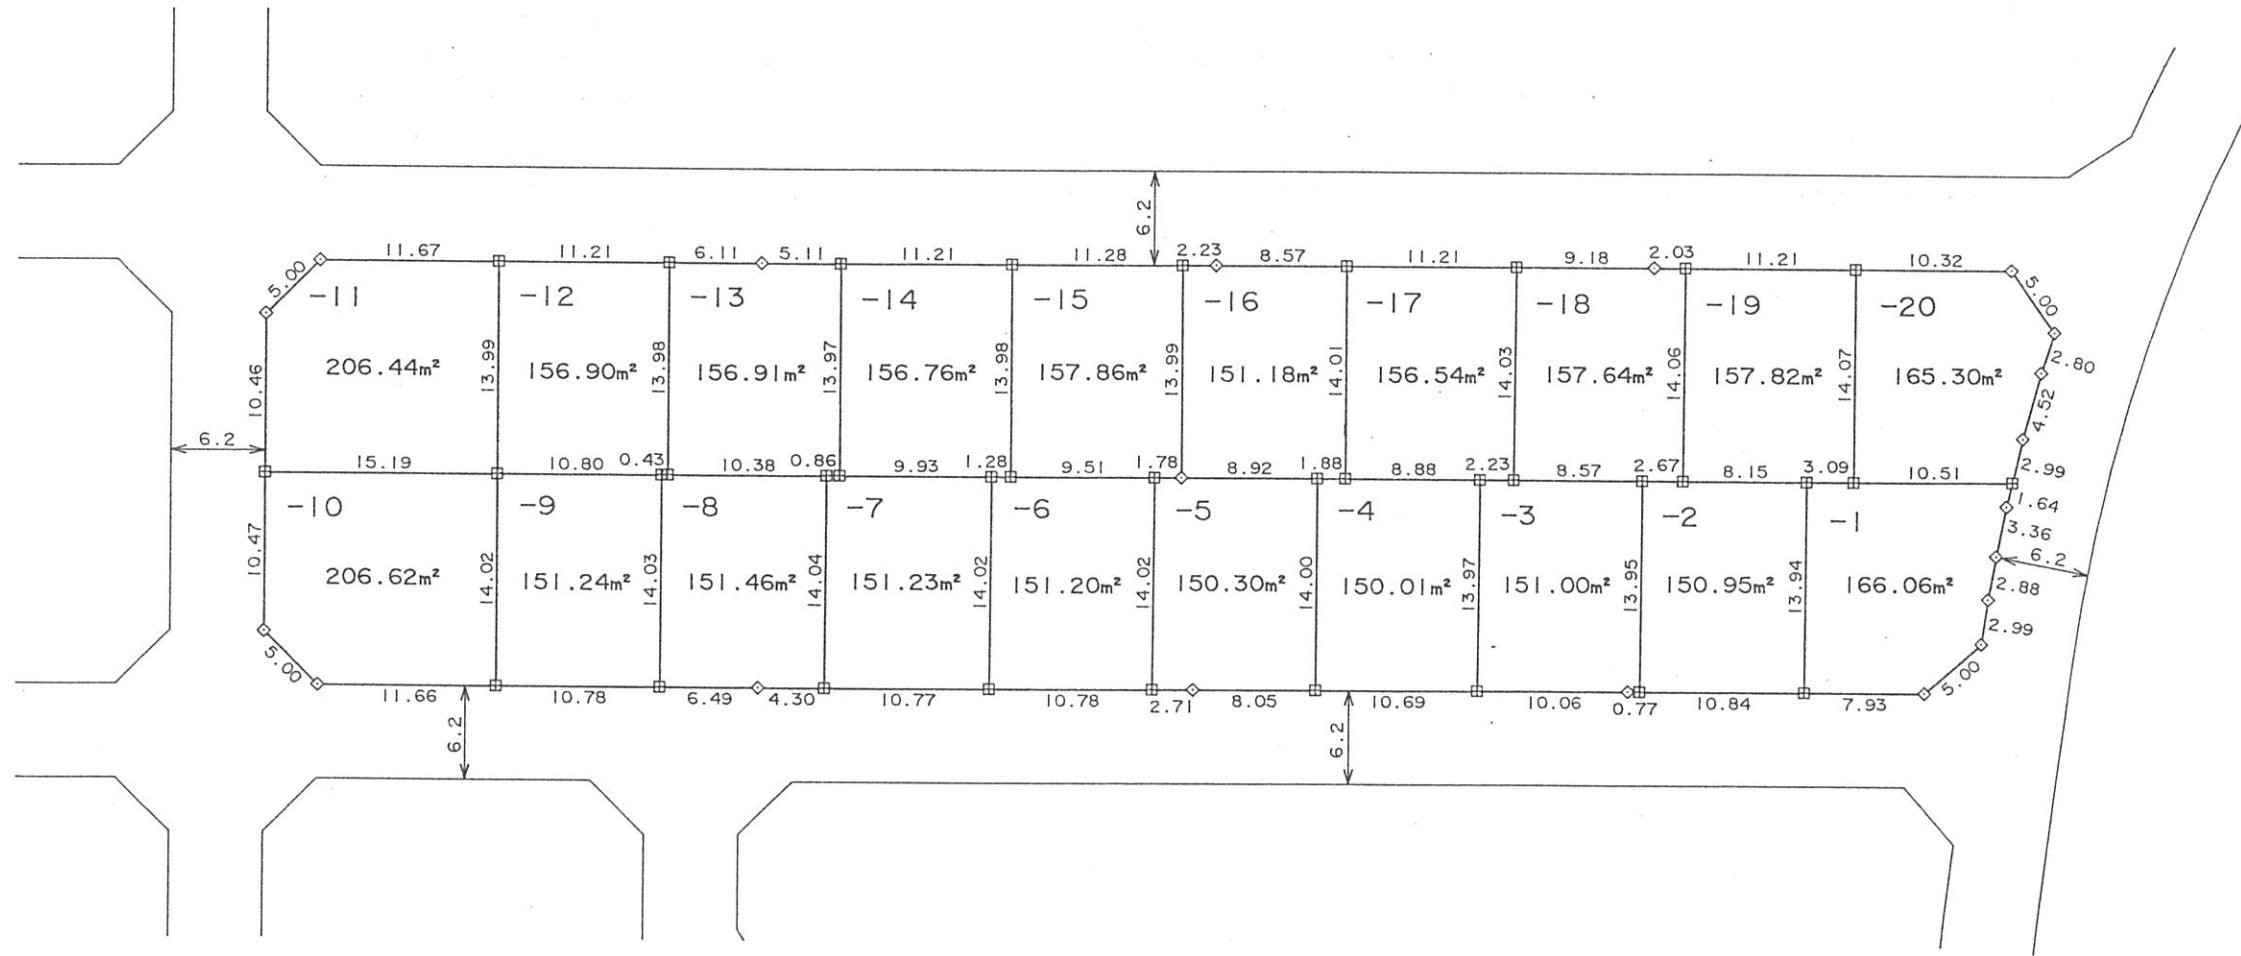 11.67 11.21 6.11 5.11 11.21 11.28 2.23 8.57 11.21 9.18 2.03 11.21 10.32
6.2
5.00 -11 -12 -13 -14 -15 -16 -17 -18 -19 -20 5.00
10.46 206.44m² 13.99 156.90m² 13.98 156.91m² 13.97 156.76m² 13.98 157.86m² 13.99 151.18m² 14.01 156.54m² 14.03 157.64m² 14.06 157.82m² 14.07 165.30m² 2.80
4.52
6.2
15.19 10.80 0.43 10.38 0.86 9.93 1.28 9.51 1.78 8.92 1.88 8.88 2.23 8.57 2.67 8.15 3.09 10.51 2.99
-10 -9 -8 -7 -6 -5 -4 -3 -2 -1 1.64
3.36
6.2
10.47 206.62m² 14.02 151.24m² 14.03 151.46m² 14.04 151.23m² 14.02 151.20m² 14.02 150.30m² 14.00 150.01m² 13.97 151.00m² 13.95 150.95m² 13.94 166.06m² 2.88
2.99
5.00 5.00
11.66 10.78 6.49 4.30 10.77 10.78 2.71 8.05 10.69 10.06 0.77 10.84 7.93
6.2 6.2